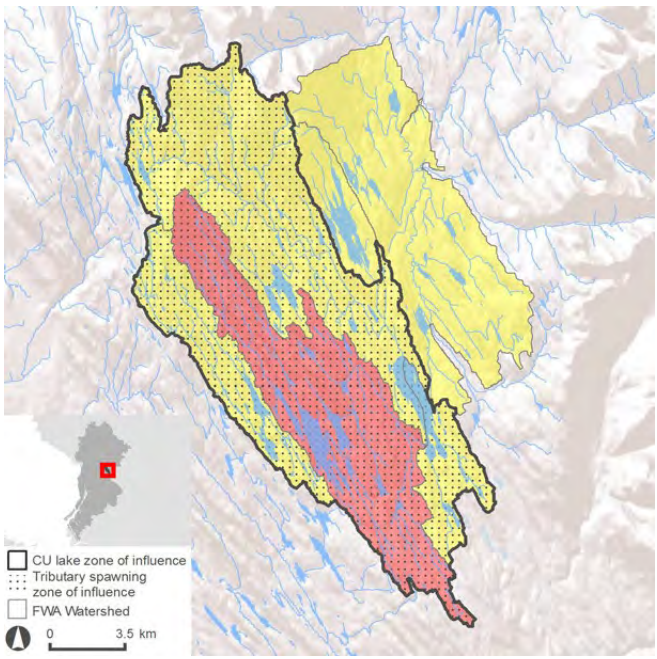 CU lake zone of influence
Tributary spawning
zone of influence
FWA Watershed
0 3.5 km